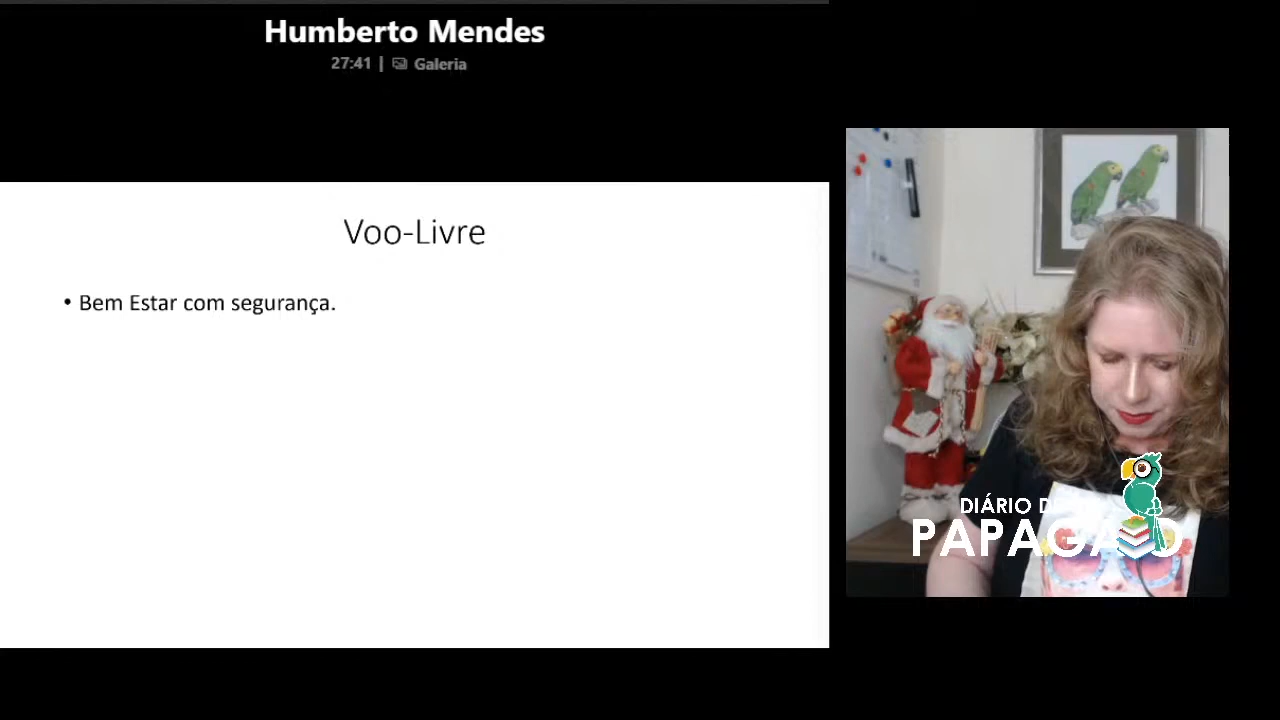 Humberto Mendes
27:41 | Galeria
Voo-Livre
• Bem Estar com segurança.
DIÁRIO D
PAPAGA O